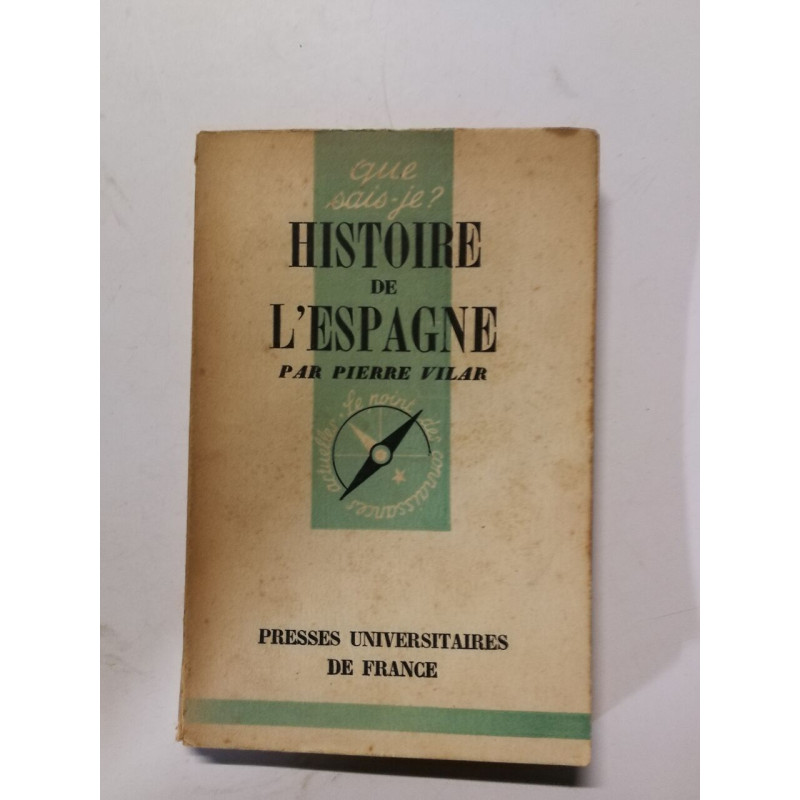 que
sais-je?
HISTOIRE
DE
L'ESPAGNE
PAR PIERRE VILAR
Le point des connaissances actuelles
PRESSES UNIVERSITAIRES
DE FRANCE